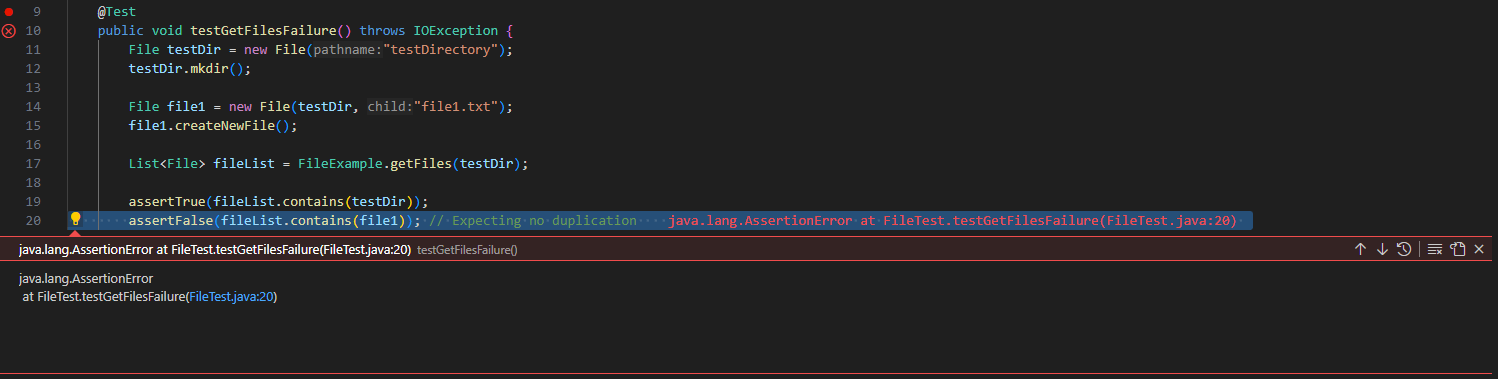 9 @Test
10 public void testGetFilesFailure() throws IOException {
11 File testDir = new File(pathname:"testDirectory");
12 testDir.mkdir();
13
14 File file1 = new File(testDir, child:"file1.txt");
15 file1.createNewFile();
16
17 List<File> fileList = FileExample.getFiles(testDir);
18
19 assertTrue(fileList.contains(testDir));
20 assertFalse(fileList.contains(file1)); // Expecting no duplication java.lang.AssertionError at FileTest.testGetFilesFailure(FileTest.java:20)
java.lang.AssertionError at FileTest.testGetFilesFailure(FileTest.java:20) testGetFilesFailure()
java.lang.AssertionError
at FileTest.testGetFilesFailure(FileTest.java:20)